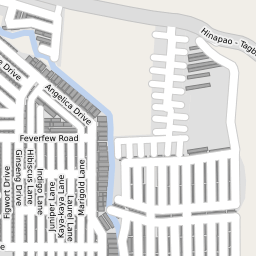 Hinapao - Tagb
Drive
Angelica Drive
Feverfew Road
Figwort Drive
Ginseng Drive
Hibiscus Lane
Indigo Lane
Juniper Lane
Kaya-kaya Lane
Laurel Lane
Marigold Lane